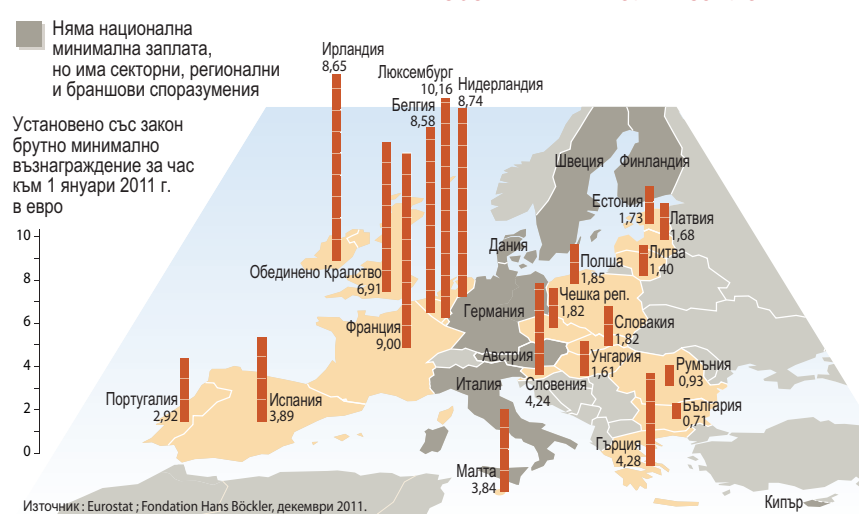 Няма национална
минимална заплата,
но има секторни, регионални
и браншови споразумения
Установено със закон
брутно минимално
възнаграждение за час
към 1 януари 2011 г.
в евро
10
8
6
4
2
0
Ирландия
8,65
Люксембург
10,16
Белгия
8,58
Нидерландия
8,74
Швеция
Финландия
Естония
1,73
Латвия
1,68
Литва
1,40
Дания
Полша
1,85
Обединено Кралство
6,91
Германия
Чешка реп.
1,82
Словакия
1,82
Франция
9,00
Австрия
Унгария
1,61
Румъния
0,93
Италия
Словения
4,24
Португалия
2,92
Испания
3,89
България
0,71
Гърция
4,28
Малта
3,84
Кипър
Източник : Eurostat ; Fondation Hans Böckler, декември 2011.